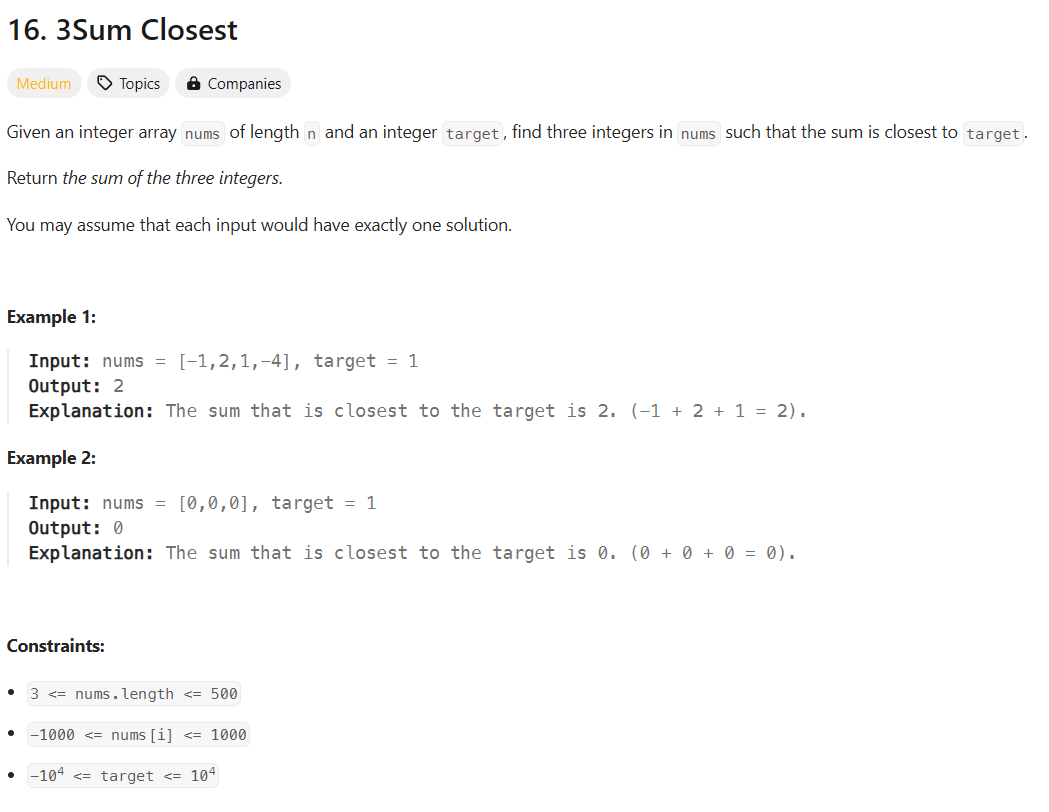 16. 3Sum Closest
Medium Topics Companies
Given an integer array nums of length n and an integer target, find three integers in nums such that the sum is closest to target.
Return the sum of the three integers.
You may assume that each input would have exactly one solution.
Example 1:
Input: nums = [-1,2,1,-4], target = 1
Output: 2
Explanation: The sum that is closest to the target is 2. (-1 + 2 + 1 = 2).
Example 2:
Input: nums = [0,0,0], target = 1
Output: 0
Explanation: The sum that is closest to the target is 0. (0 + 0 + 0 = 0).
Constraints:
• 3 <= nums.length <= 500
• -1000 <= nums[i] <= 1000
• -10⁴ <= target <= 10⁴